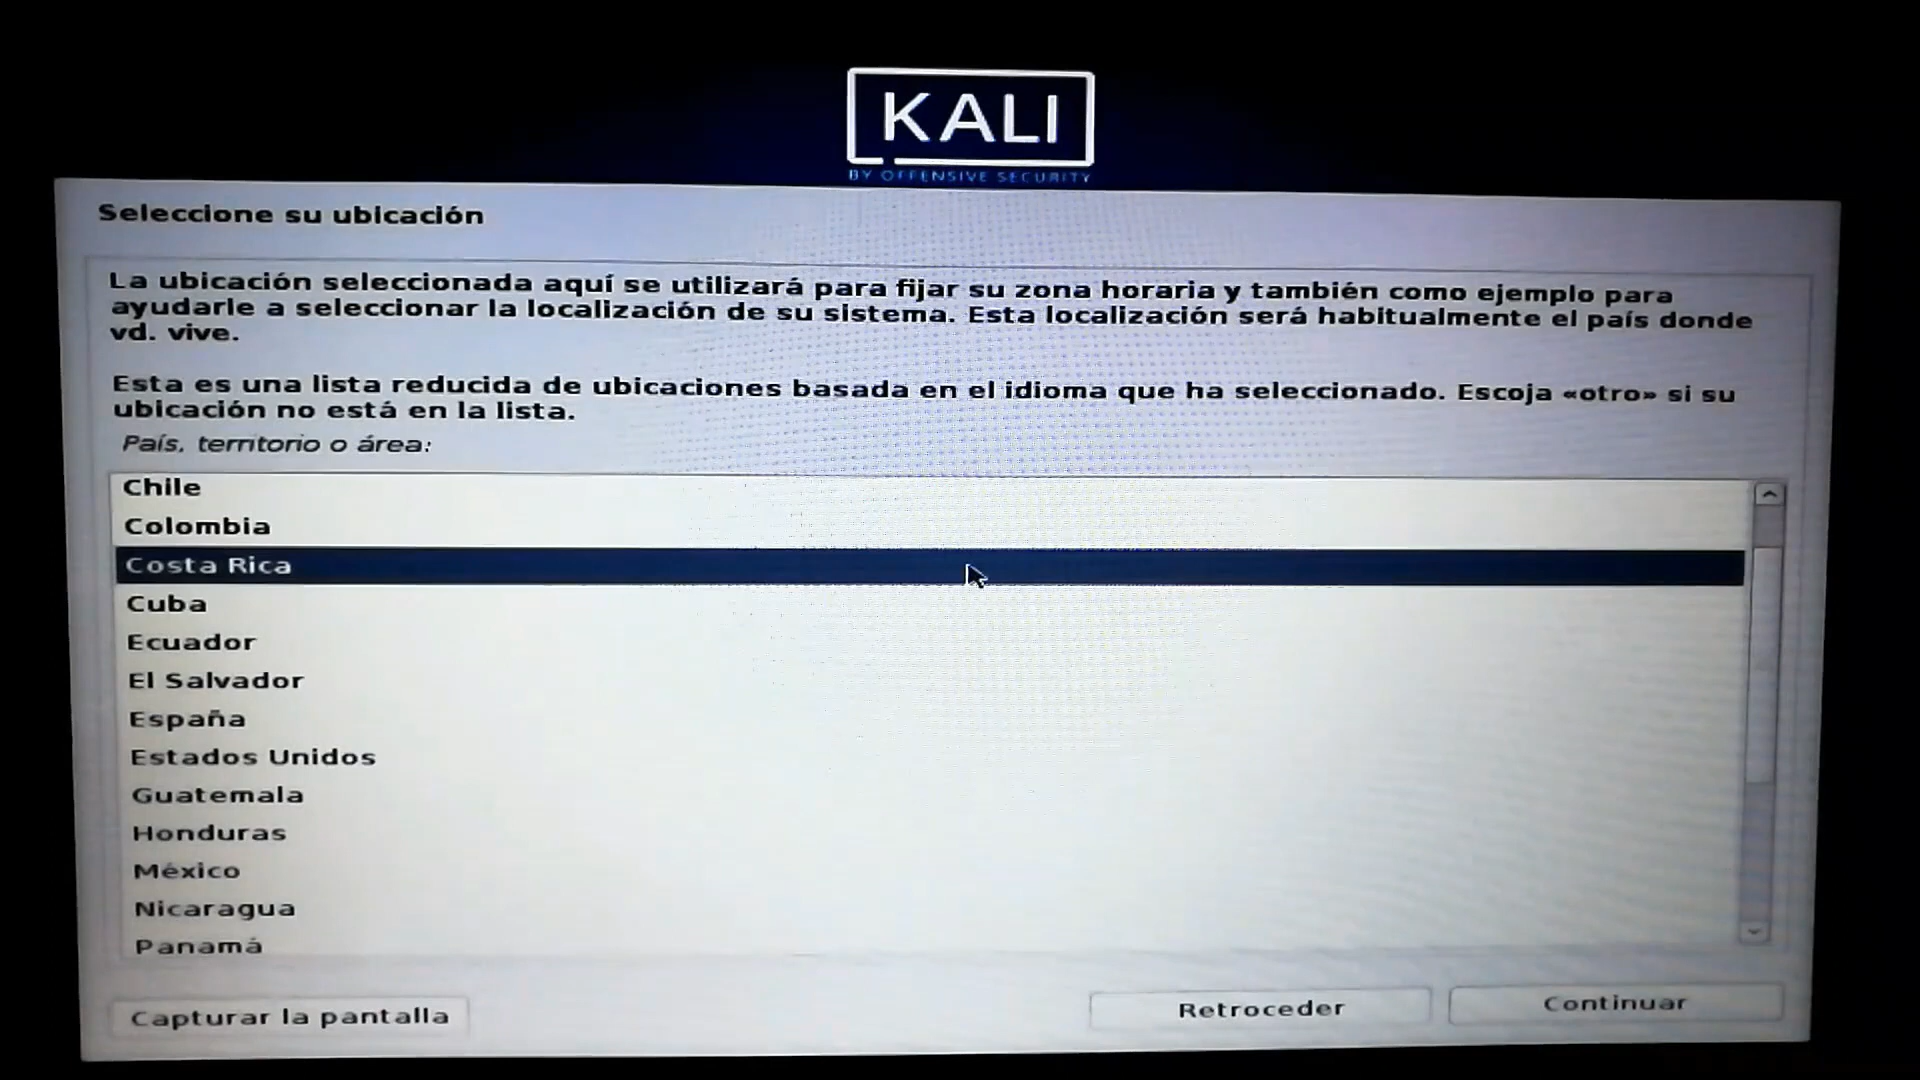 KALI
BY OFFENSIVE SECURITY
Seleccione su ubicación
La ubicación seleccionada aquí se utilizará para fijar su zona horaria y también como ejemplo para
ayudarle a seleccionar la localización de su sistema. Esta localización será habitualmente el país donde
vd. vive.
Esta es una lista reducida de ubicaciones basada en el idioma que ha seleccionado. Escoja «otro» si su
ubicación no está en la lista.
País, territorio o área:
Chile
Colombia
Costa Rica
Cuba
Ecuador
El Salvador
España
Estados Unidos
Guatemala
Honduras
México
Nicaragua
Panamá
Capturar la pantalla
Retroceder
Continuar